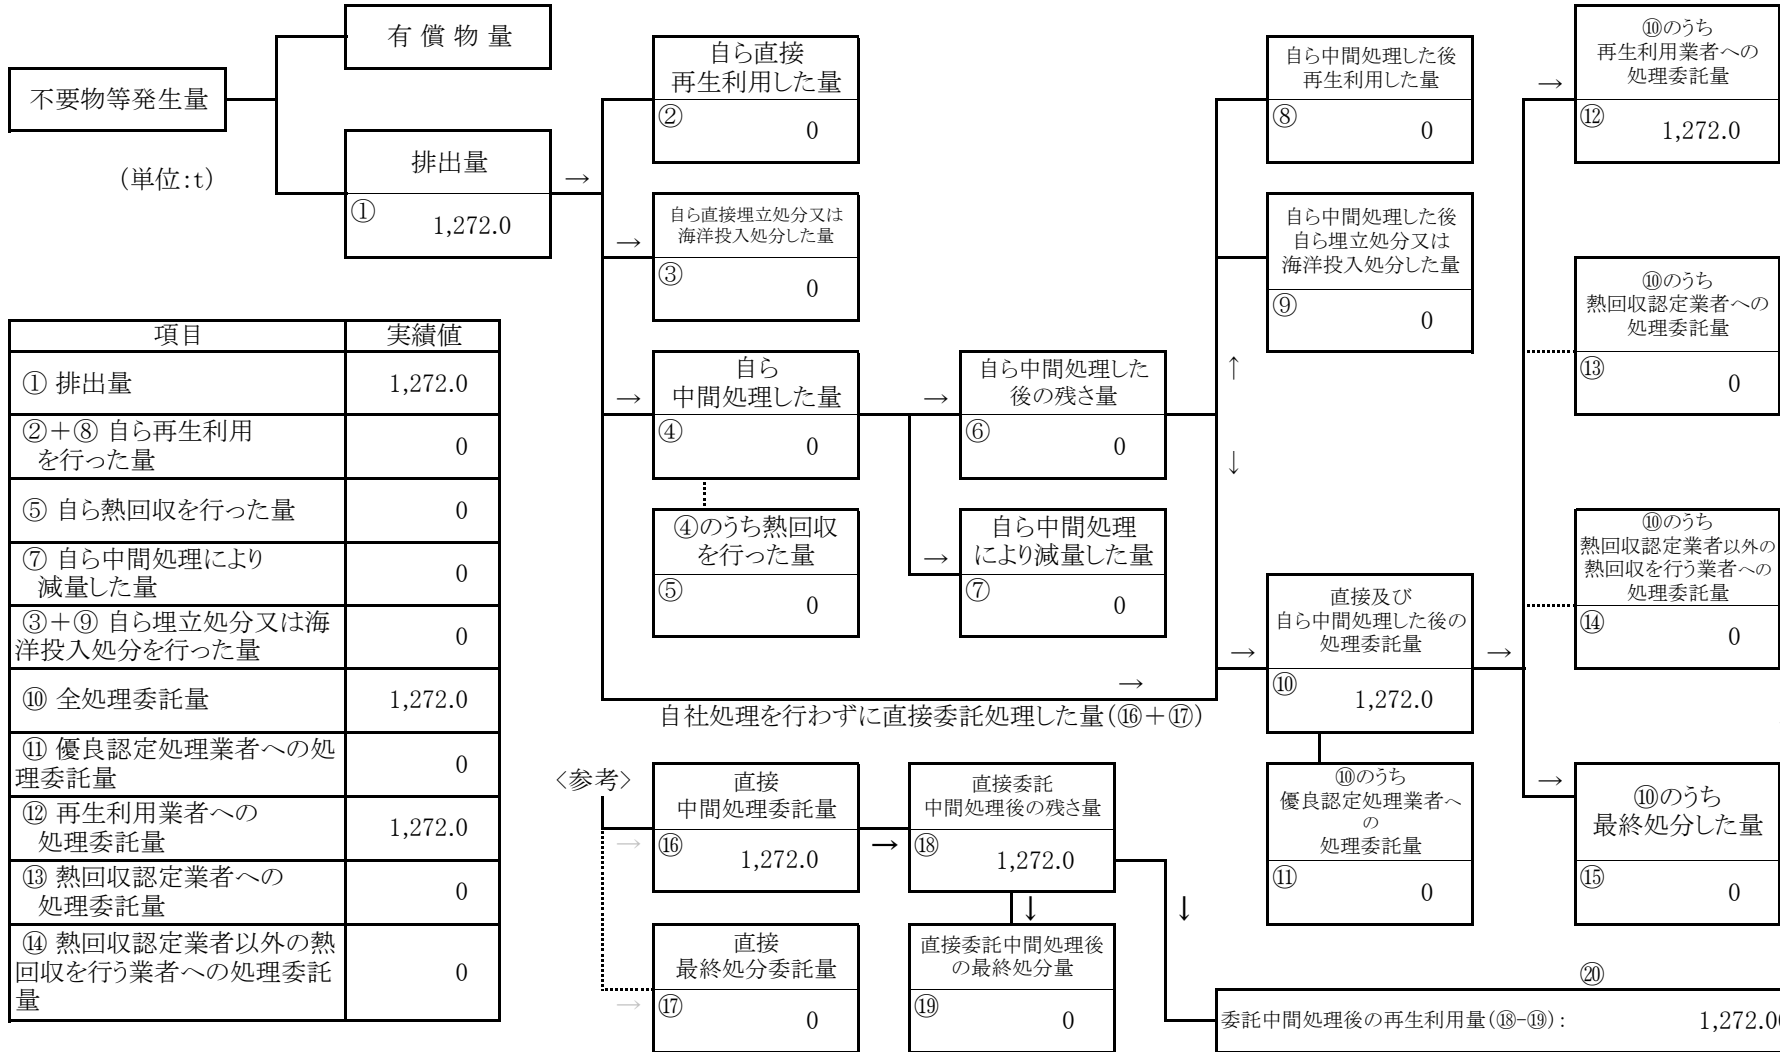 不要物等発生量
(単位:t)
有 償 物 量
排出量
① 1,272.0
→
自ら直接
再生利用した量
② 0
→
自ら直接埋立処分又は
海洋投入処分した量
③ 0
→
自ら
中間処理した量
④ 0
④のうち熱回収
を行った量
⑤ 0
→
自ら中間処理した
後の残さ量
⑥ 0
→
自ら中間処理
により減量した量
⑦ 0
↑
↓
自ら中間処理した後
再生利用した量
⑧ 0
自ら中間処理した後
自ら埋立処分又は
海洋投入処分した量
⑨ 0
→
自社処理を行わずに直接委託処理した量(⑯+⑰)
→
直接及び
自ら中間処理した後の
処理委託量
⑩ 1,272.0
→
⑩のうち
優良認定処理業者へ
の
処理委託量
⑪ 0
→
⑩のうち
再生利用業者への
処理委託量
⑫ 1,272.0
⑩のうち
熱回収認定業者への
処理委託量
⑬ 0
⑩のうち
熱回収認定業者以外の
熱回収を行う業者への
処理委託量
⑭ 0
→
⑩のうち
最終処分した量
⑮ 0
項目 実績値
① 排出量 1,272.0
②+⑧ 自ら再生利用
を行った量 0
⑤ 自ら熱回収を行った量 0
⑦ 自ら中間処理により
減量した量 0
③+⑨ 自ら埋立処分又は海
洋投入処分を行った量 0
⑩ 全処理委託量 1,272.0
⑪ 優良認定処理業者への処
理委託量 0
⑫ 再生利用業者への
処理委託量 1,272.0
⑬ 熱回収認定業者への
処理委託量 0
⑭ 熱回収認定業者以外の熱
回収を行う業者への処理委託
量 0
<参考>
→
直接
中間処理委託量
⑯ 1,272.0
→
直接委託
中間処理後の残さ量
⑱ 1,272.0
↓
↓
→
直接
最終処分委託量
⑰ 0
直接委託中間処理後
の最終処分量
⑲ 0
⑳
委託中間処理後の再生利用量(⑱-⑲): 1,272.0